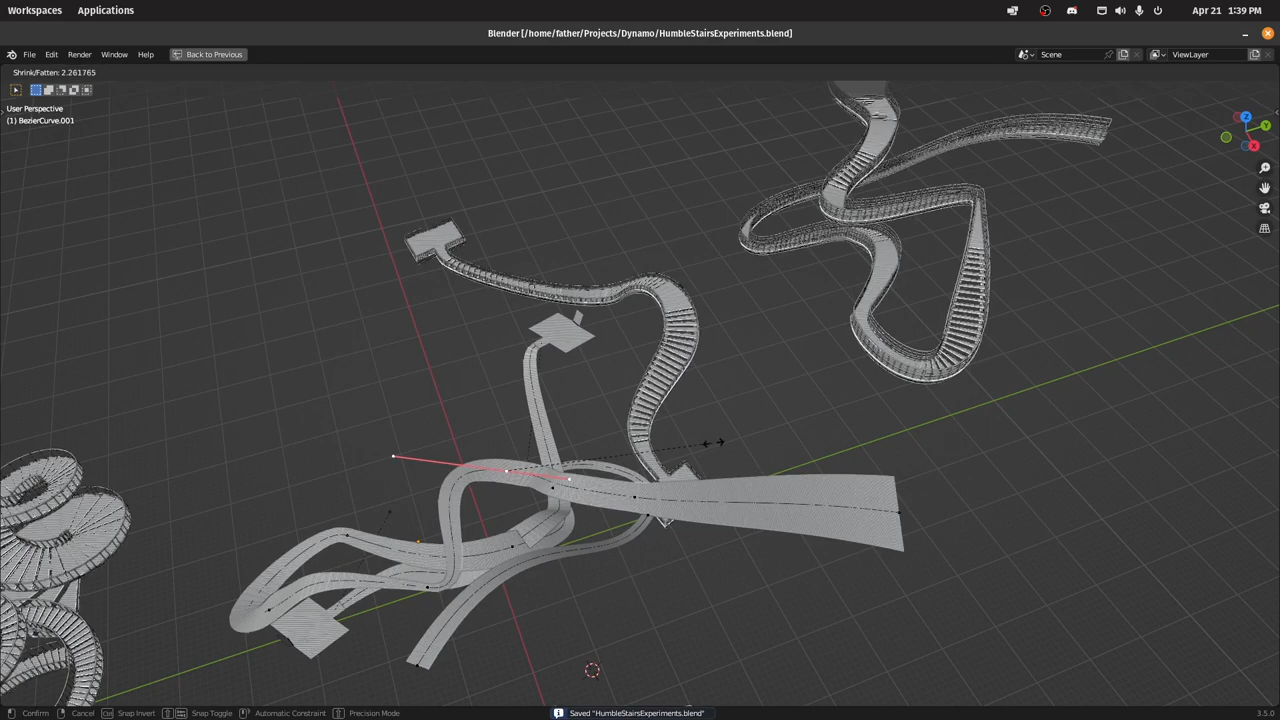 Workspaces Applications Apr 21 1:39 PM
Blender [/home/father/Projects/Dynamo/HumbleStairsExperiments.blend]
File Edit Render Window Help Back to Previous Scene ViewLayer
Shrink/Fatten: 2.261765
User Perspective
(1) BezierCurve.001
Z
Y
X
Confirm Cancel Snap Invert Snap Toggle Automatic Constraint Precision Mode Saved "HumbleStairsExperiments.blend" 3.5.0